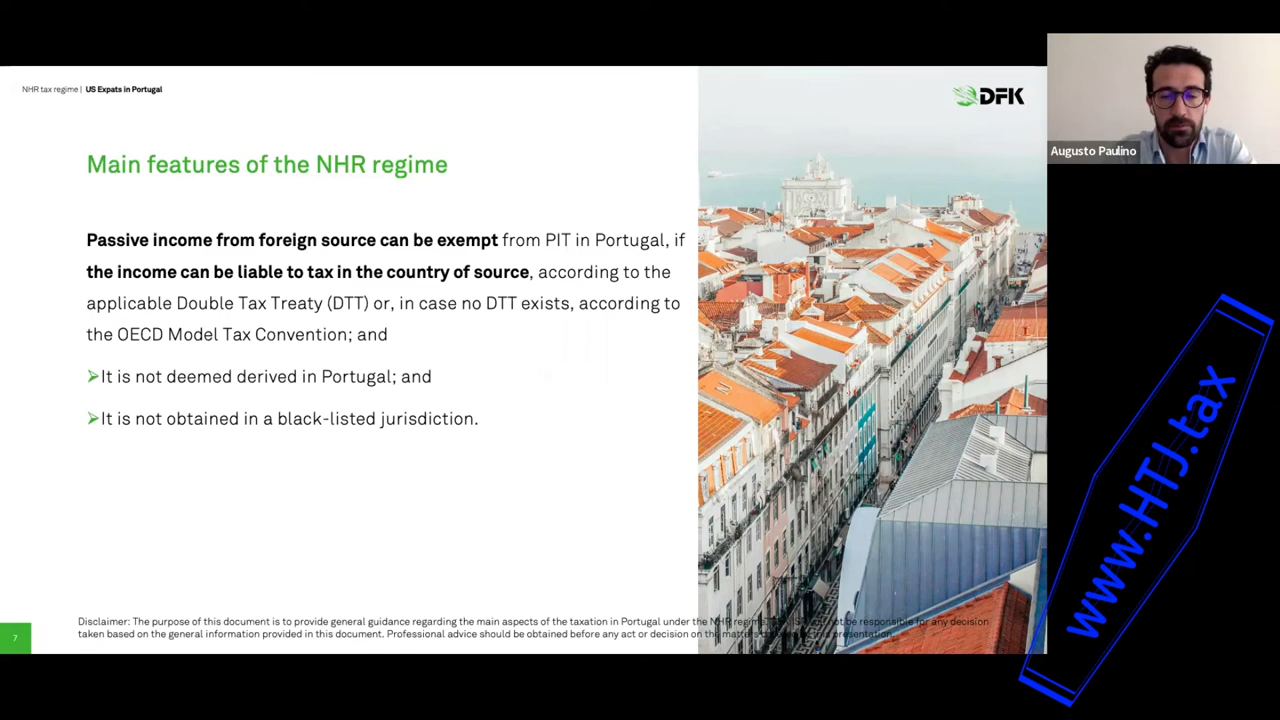 NHR tax regime | US Expats in Portugal
DFK
Augusto Paulino
Main features of the NHR regime
Passive income from foreign source can be exempt from PIT in Portugal, if
the income can be liable to tax in the country of source, according to the
applicable Double Tax Treaty (DTT) or, in case no DTT exists, according to
the OECD Model Tax Convention; and
➢It is not deemed derived in Portugal; and
➢It is not obtained in a black-listed jurisdiction.
www.HTJ.tax
Disclaimer: The purpose of this document is to provide general guidance regarding the main aspects of the taxation in Portugal under the NHR regime. not be responsible for any decision
taken based on the general information provided in this document. Professional advice should be obtained before any act or decision on the matters this presentation.
7